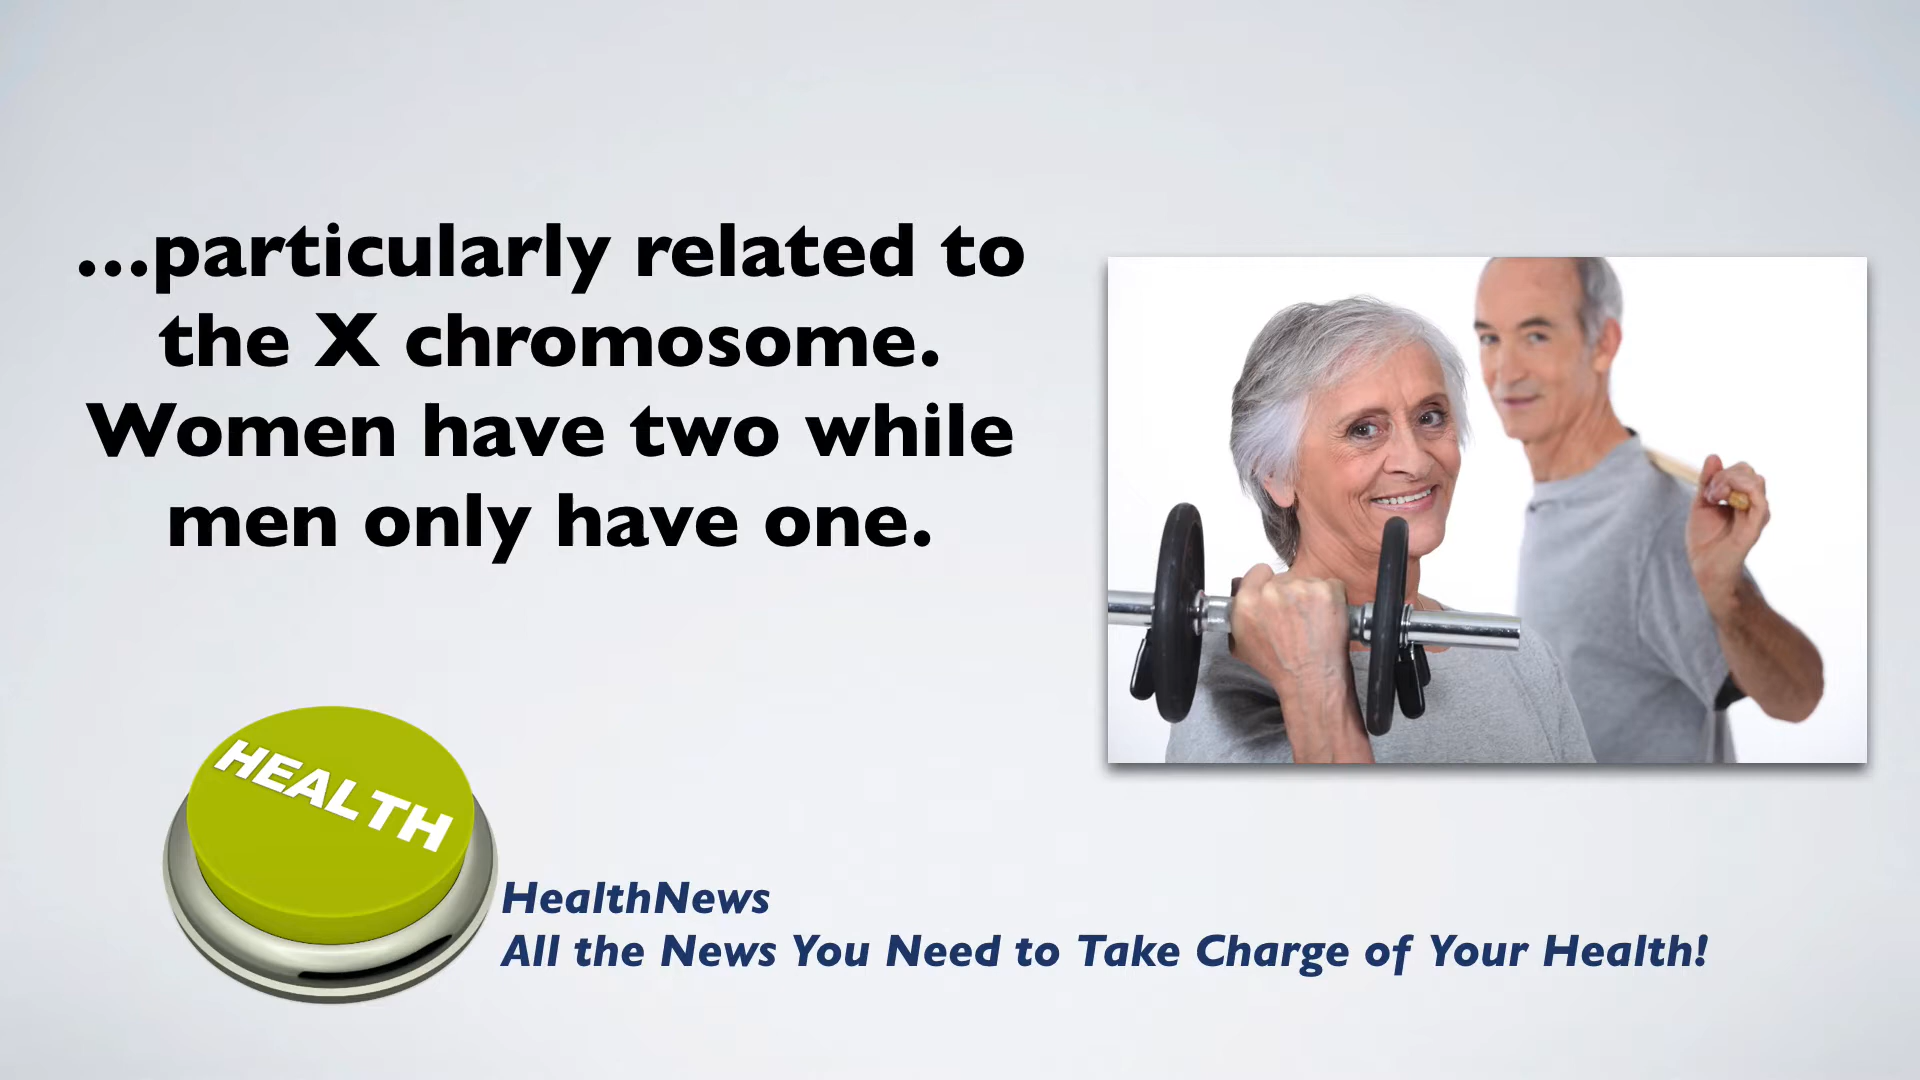 ...particularly related to
the X chromosome.
Women have two while
men only have one.
HEALTH
HealthNews
All the News You Need to Take Charge of Your Health!